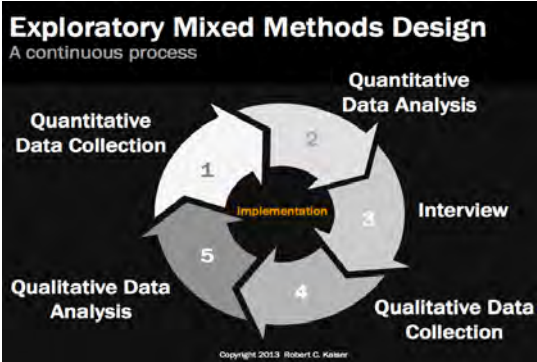 Exploratory Mixed Methods Design
A continuous process
Quantitative
Data Analysis
Quantitative
Data Collection
2
1
Implementation
3
Interview
5
4
Qualitative Data
Analysis
Qualitative Data
Collection
Copyright 2013 Robert C. Kaiser